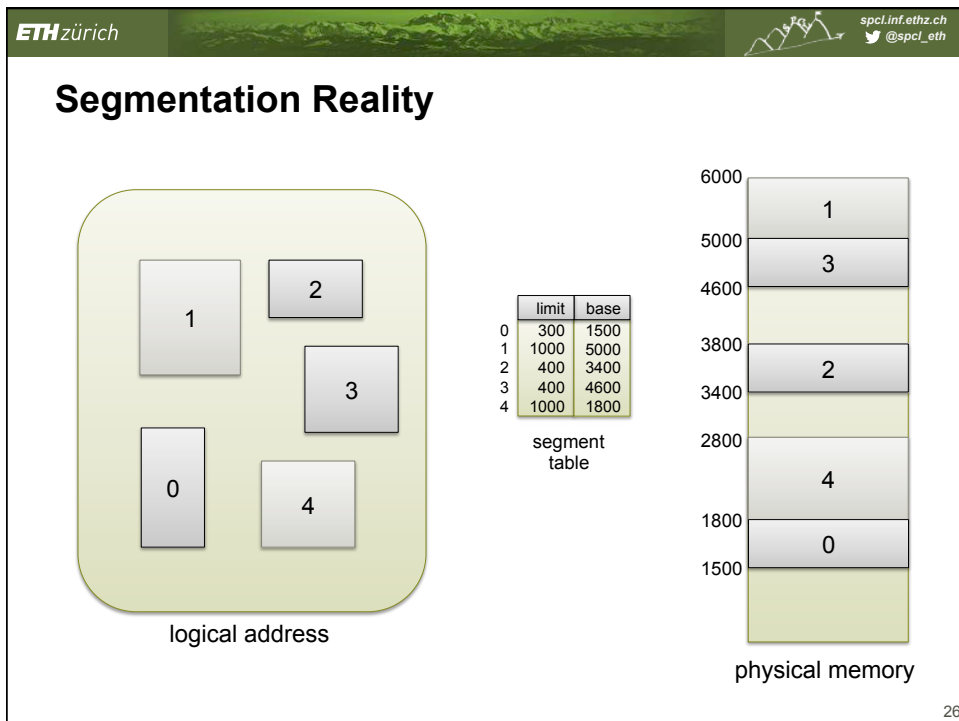 ETH zürich
spcl.inf.ethz.ch
@spcl_eth
Segmentation Reality
1
2
3
0
4
logical address
limit base
0 300 1500
1 1000 5000
2 400 3400
3 400 4600
4 1000 1800
segment
table
6000
1
5000
3
4600
3800
2
3400
2800
4
1800
0
1500
physical memory
26